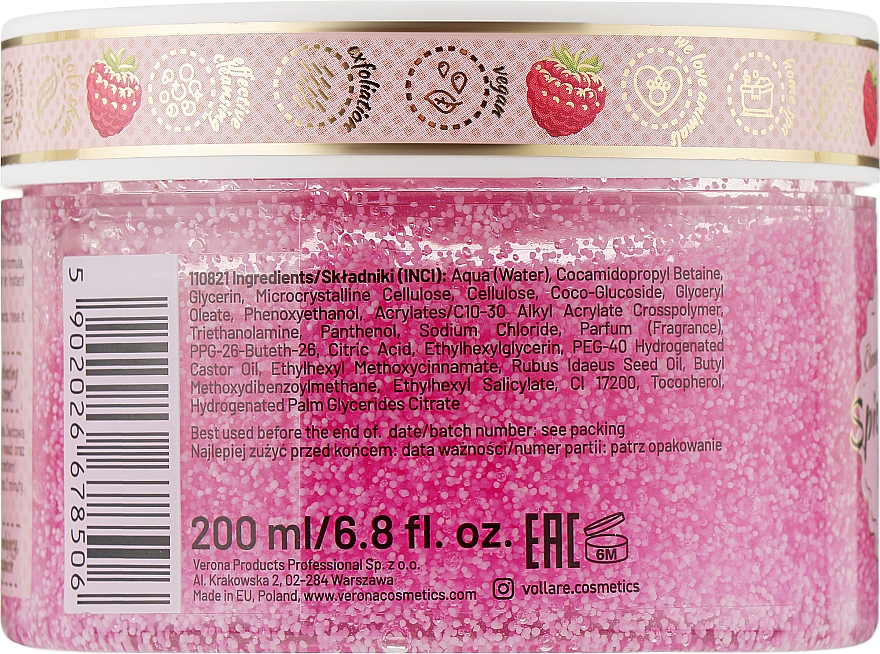 effective cleansing
exfoliation
vegan
we love animals
home spa
110821 Ingredients/Składniki (INCI): Aqua (Water), Cocamidopropyl Betaine,
Glycerin, Microcrystalline Cellulose, Cellulose, Coco-Glucoside, Glyceryl
Oleate, Phenoxyethanol, Acrylates/C10-30 Alkyl Acrylate Crosspolymer,
Triethanolamine, Panthenol, Sodium Chloride, Parfum (Fragrance),
PPG-26-Buteth-26, Citric Acid, Ethylhexylglycerin, PEG-40 Hydrogenated
Castor Oil, Ethylhexyl Methoxycinnamate, Rubus Idaeus Seed Oil, Butyl
Methoxydibenzoylmethane, Ethylhexyl Salicylate, CI 17200, Tocopherol,
Hydrogenated Palm Glycerides Citrate
Best used before the end of. date/batch number: see packing
Najlepiej zużyć przed końcem: data ważności/numer partii: patrz opakowanie
200 ml/6.8 fl. oz.
EAC
6M
Verona Products Professional Sp. z o.o.
Al. Krakowska 2, 02-284 Warszawa
Made in EU, Poland, www.veronacosmetics.com
vollare.cosmetics
5 902026 678506